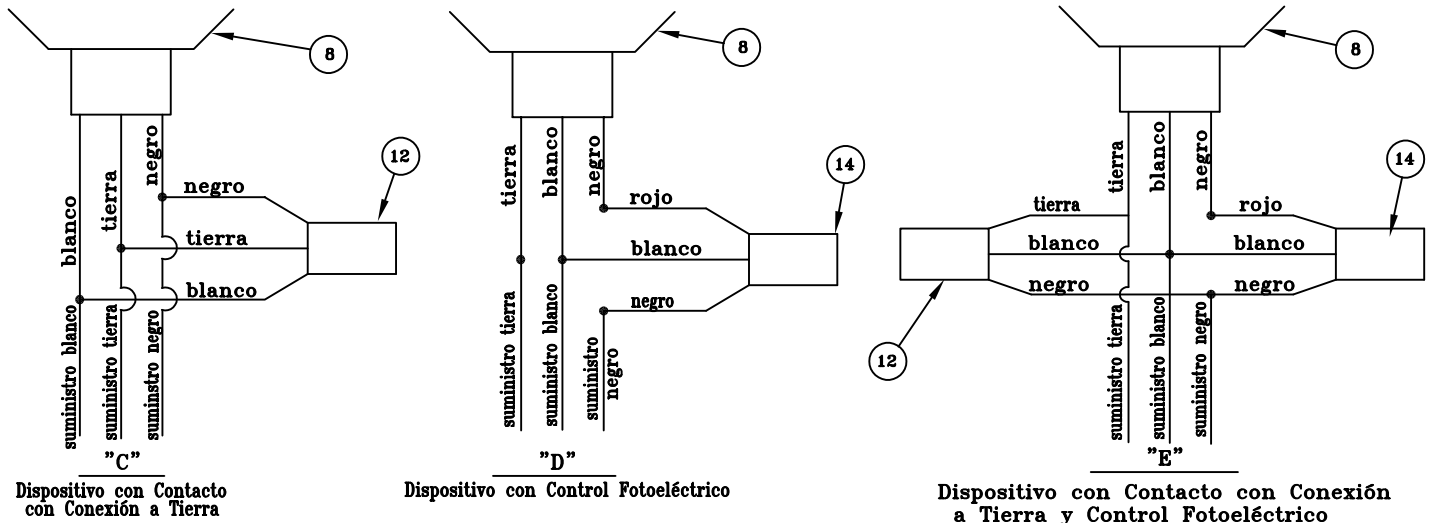 8
blanco
tierra
negro
12
negro
tierra
blanco
suministro blanco
suministro tierra
suminstro negro
"C"
Dispositivo con Contacto
con Conexión a Tierra
8
tierra
blanco
negro
14
rojo
blanco
negro
suministro tierra
suministro blanco
suministro
negro
"D"
Dispositivo con Control Fotoeléctrico
8
tierra
blanco
negro
14
tierra
rojo
blanco
blanco
negro
negro
12
suministro tierra
suministro blanco
suministro negro
"E"
Dispositivo con Contacto con Conexión
a Tierra y Control Fotoeléctrico